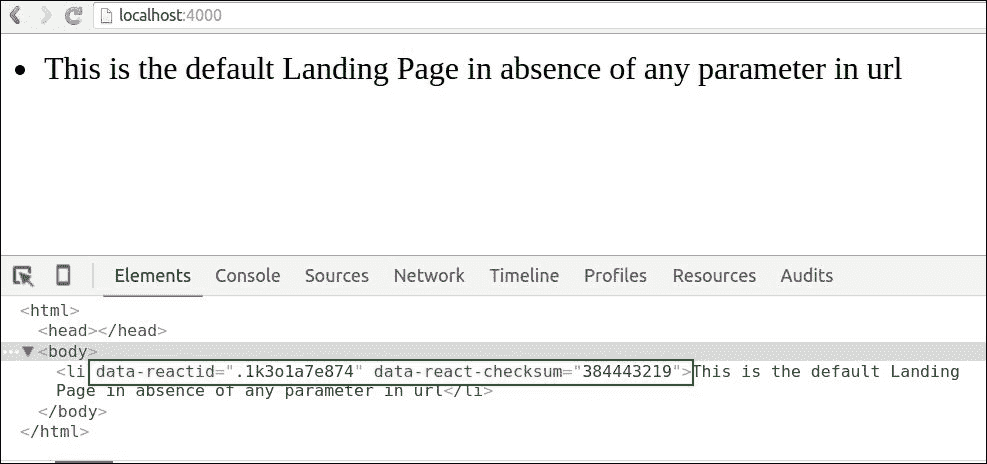 localhost:4000
• This is the default Landing Page in absence of any parameter in url
Elements Console Sources Network Timeline Profiles Resources Audits
<html>
<head></head>
… ▼ <body>
<li data-reactid=".1k3o1a7e874" data-react-checksum="384443219">This is the default Landing
Page in absence of any parameter in url</li>
</body>
</html>